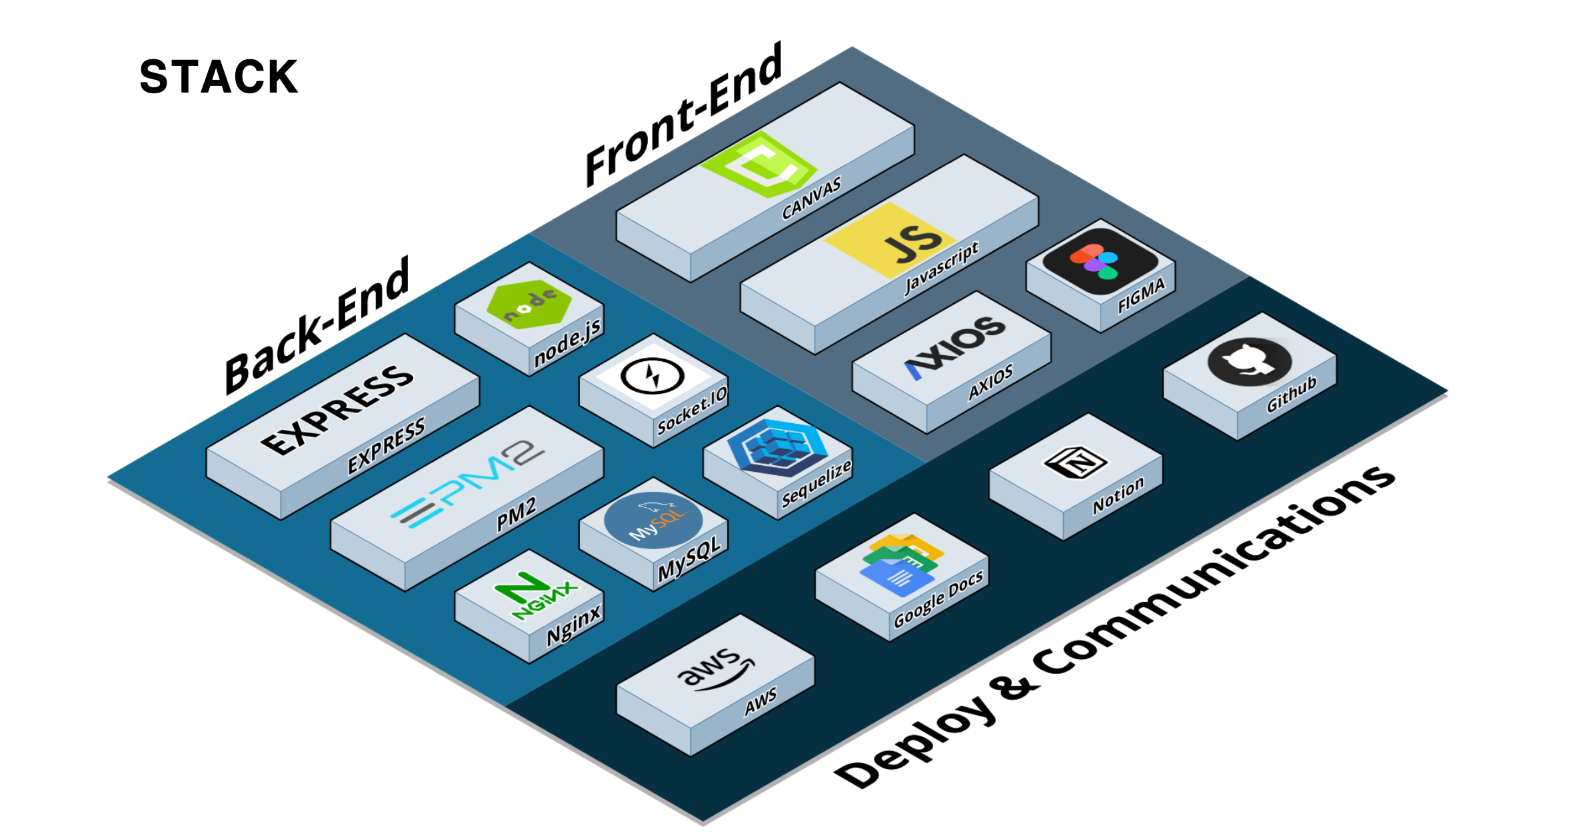 STACK
Front-End
CANVAS
JS
Javascript
FIGMA
AXIOS
AXIOS
Back-End
node
node.js
EXPRESS
EXPRESS
Socket.IO
PM2
PM2
Sequelize
MySQL
MySQL
N
NGINX
Nginx
Deploy & Communications
Github
N
Notion
Google Docs
aws
AWS